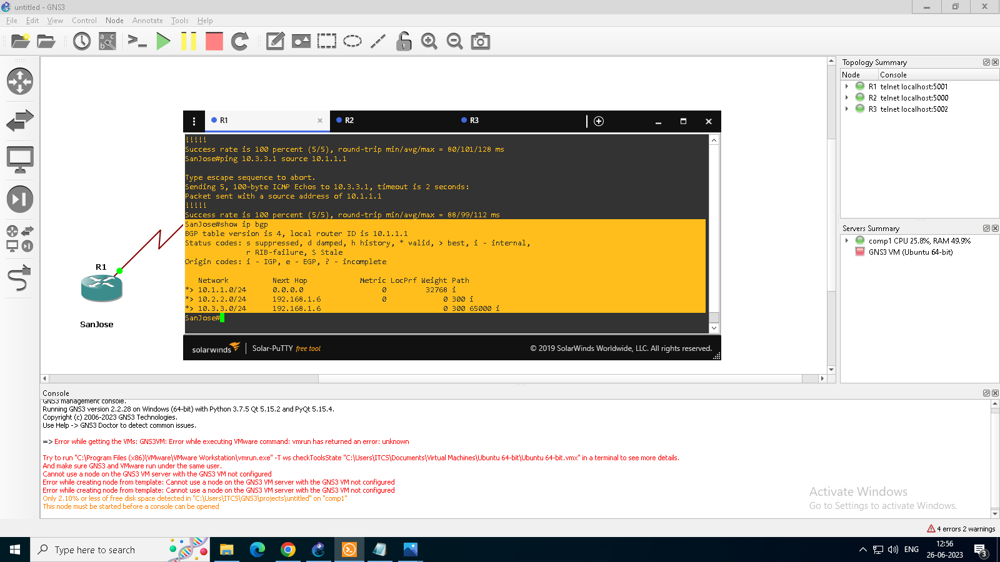 untitled - GNS3
File Edit View Control Node Annotate Tools Help
R1
SanJose
R1 R2 R3
!!!!!
Success rate is 100 percent (5/5), round-trip min/avg/max = 80/101/128 ms
SanJose#ping 10.3.3.1 source 10.1.1.1
Type escape sequence to abort.
Sending 5, 100-byte ICMP Echos to 10.3.3.1, timeout is 2 seconds:
Packet sent with a source address of 10.1.1.1
!!!!!
Success rate is 100 percent (5/5), round-trip min/avg/max = 88/99/112 ms
SanJose#show ip bgp
BGP table version is 4, local router ID is 10.1.1.1
Status codes: s suppressed, d damped, h history, * valid, > best, i - internal,
r RIB-failure, S Stale
Origin codes: i - IGP, e - EGP, ? - incomplete
Network Next Hop Metric LocPrf Weight Path
*> 10.1.1.0/24 0.0.0.0 0 32768 i
*> 10.2.2.0/24 192.168.1.6 0 0 300 i
*> 10.3.3.0/24 192.168.1.6 0 300 65000 i
SanJose#
solarwinds Solar-PuTTY free tool © 2019 SolarWinds Worldwide, LLC. All rights reserved.
Topology Summary
Node Console
R1 telnet localhost:5001
R2 telnet localhost:5000
R3 telnet localhost:5002
Servers Summary
comp1 CPU 25.8%, RAM 49.9%
GNS3 VM (Ubuntu 64-bit)
Console
GNS3 management console.
Running GNS3 version 2.2.28 on Windows (64-bit) with Python 3.7.5 Qt 5.15.2 and PyQt 5.15.4.
Copyright (c) 2006-2023 GNS3 Technologies.
Use Help -> GNS3 Doctor to detect common issues.
=> Error while getting the VMs: GNS3VM: Error while executing VMware command: vmrun has returned an error: unknown
Try to run "C:\Program Files (x86)\VMware\VMware Workstation\vmrun.exe" -T ws checkToolsState "C:\Users\ITCS\Documents\Virtual Machines\Ubuntu 64-bit\Ubuntu 64-bit.vmx" in a terminal to see more details.
And make sure GNS3 and VMware run under the same user.
Cannot use a node on the GNS3 VM server with the GNS3 VM not configured
Error while creating node from template: Cannot use a node on the GNS3 VM server with the GNS3 VM not configured
Error while creating node from template: Cannot use a node on the GNS3 VM server with the GNS3 VM not configured
Only 2.10% or less of free disk space detected in "C:\Users\ITCS\GNS3\projects\untitled" on "comp1"
This node must be started before a console can be opened
Activate Windows
Go to Settings to activate Windows.
4 errors 2 warnings
Type here to search
ENG
12:56
26-06-2023
3